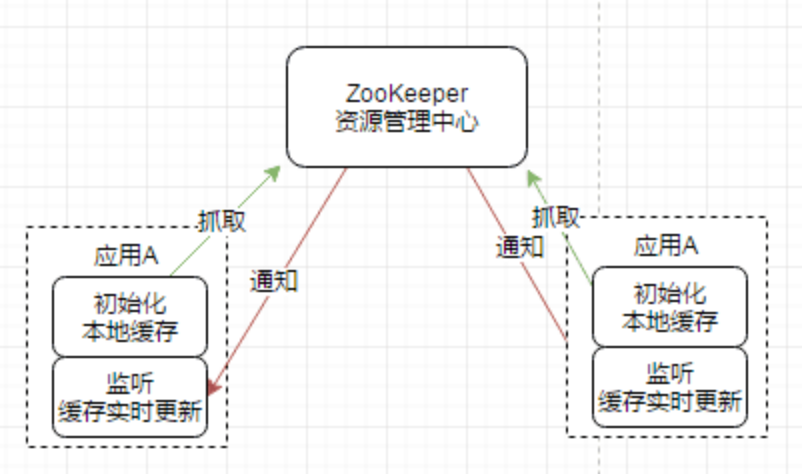 ZooKeeper
资源管理中心
抓取
通知
应用A
初始化
本地缓存
监听
缓存实时更新
抓取
通知
应用A
初始化
本地缓存
监听
缓存实时更新